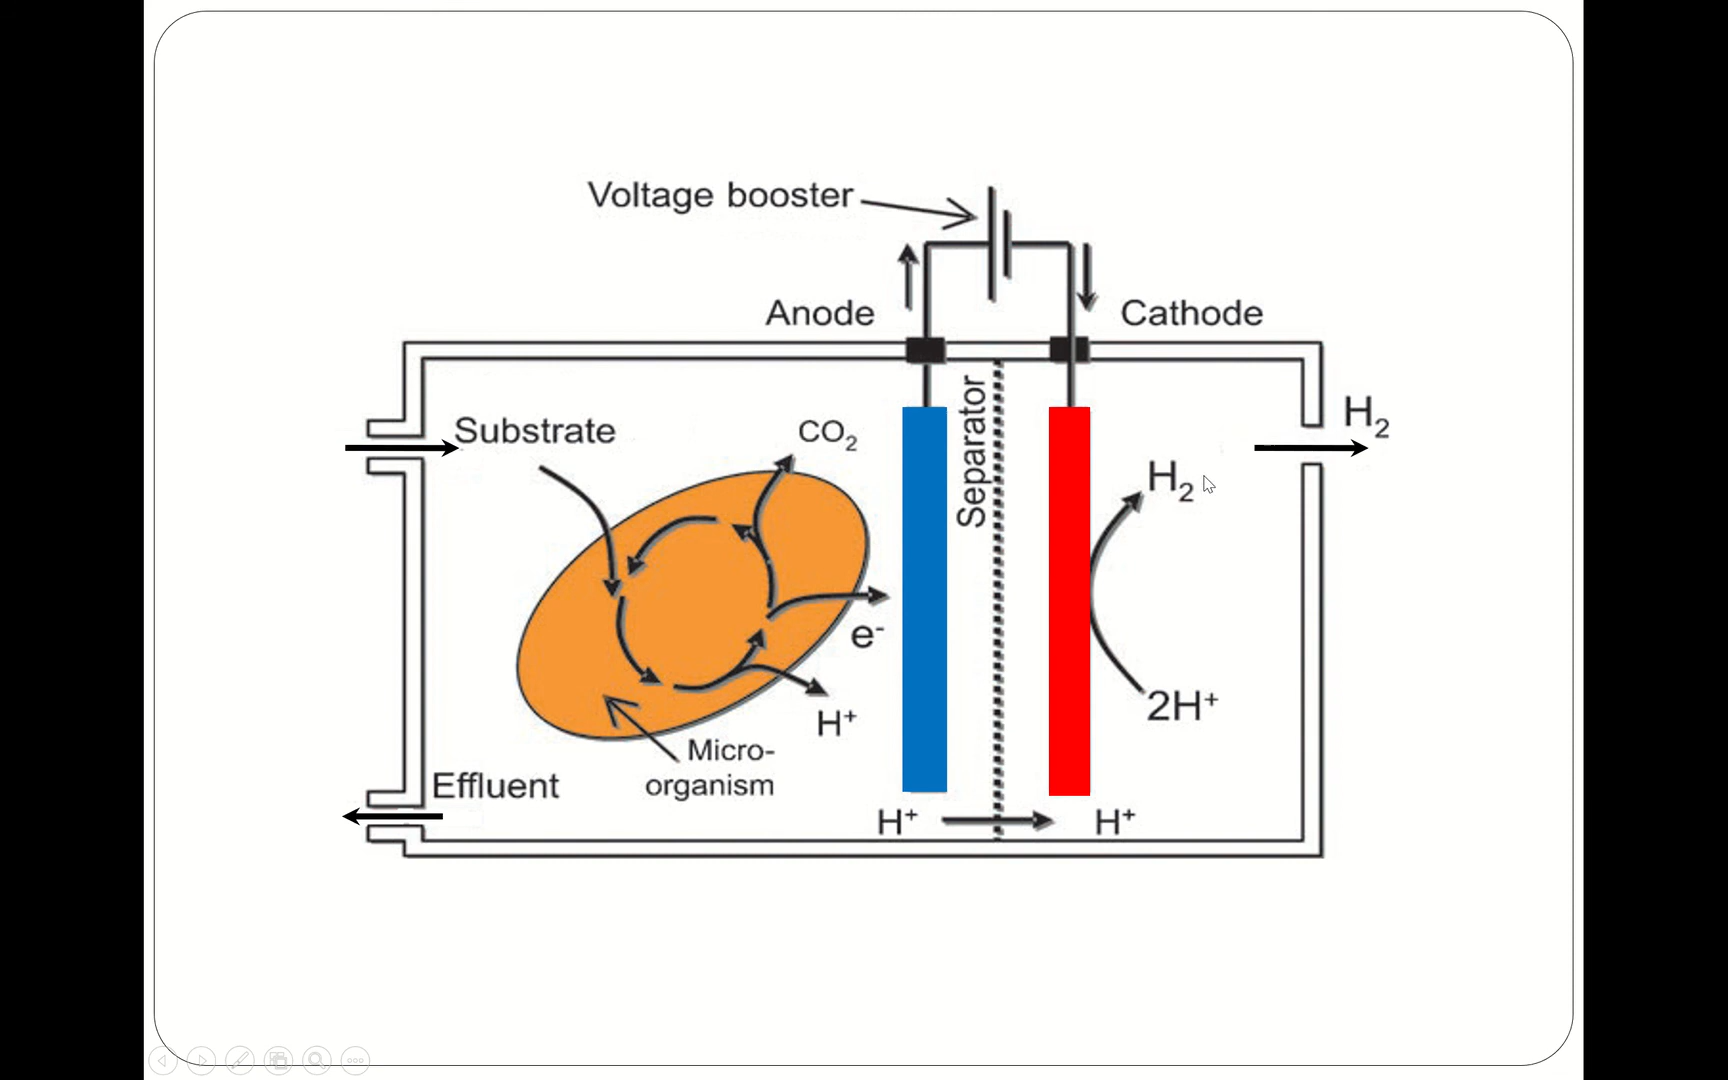 Voltage booster
Anode
Cathode
Substrate
CO₂
Separator
H₂
H₂
e⁻
H⁺
2H⁺
Micro-
organism
Effluent
H⁺
H⁺